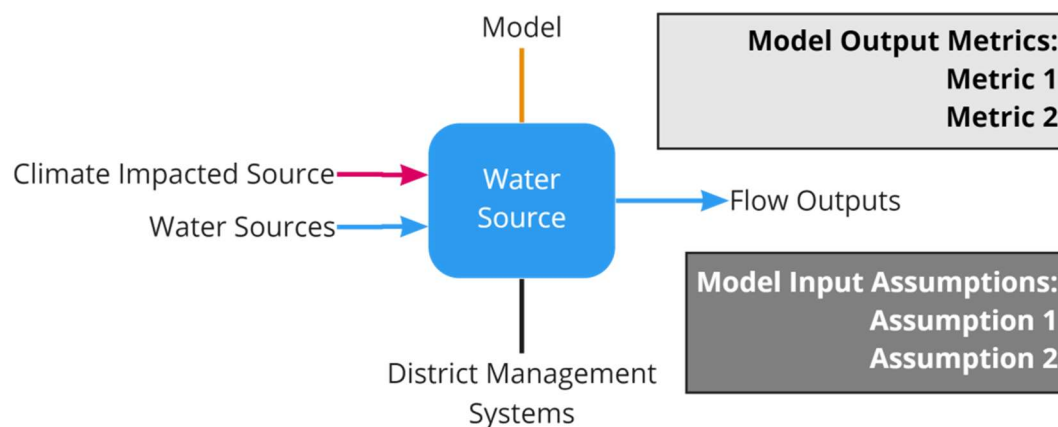 Model
Model Output Metrics:
Metric 1
Metric 2
Climate Impacted Source
Water Sources
Water
Source
Flow Outputs
Model Input Assumptions:
Assumption 1
Assumption 2
District Management
Systems